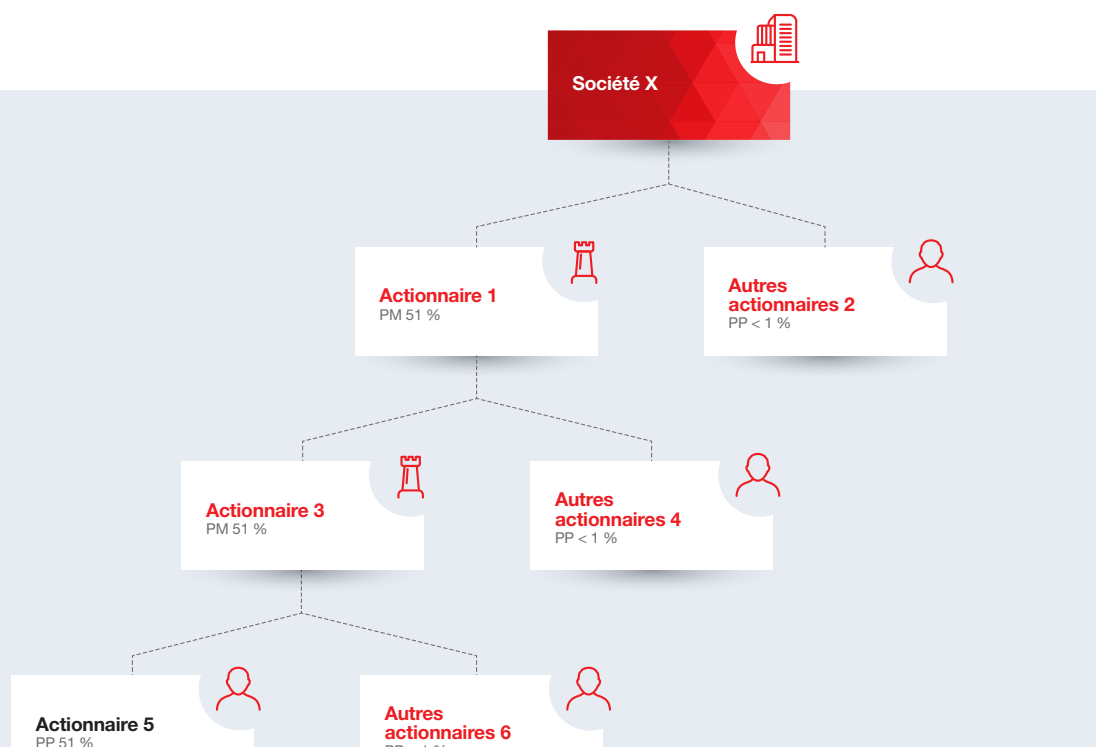 Société X
Actionnaire 1
PM 51 %
Autres
actionnaires 2
PP < 1 %
Actionnaire 3
PM 51 %
Autres
actionnaires 4
PP < 1 %
Actionnaire 5
PP 51 %
Autres
actionnaires 6